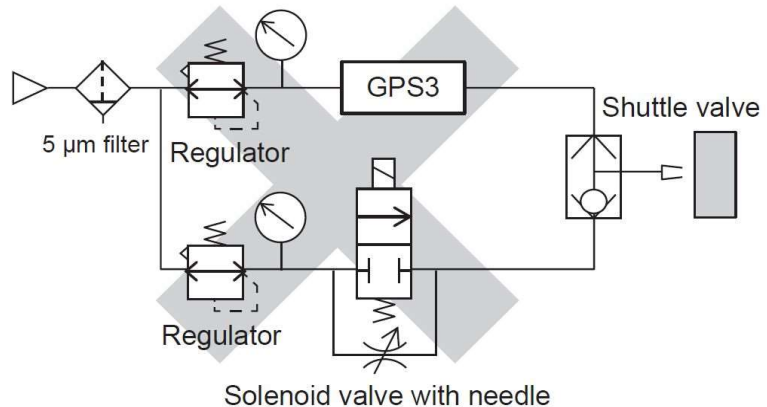 GPS3
Shuttle valve
5 μm filter
Regulator
Regulator
Solenoid valve with needle